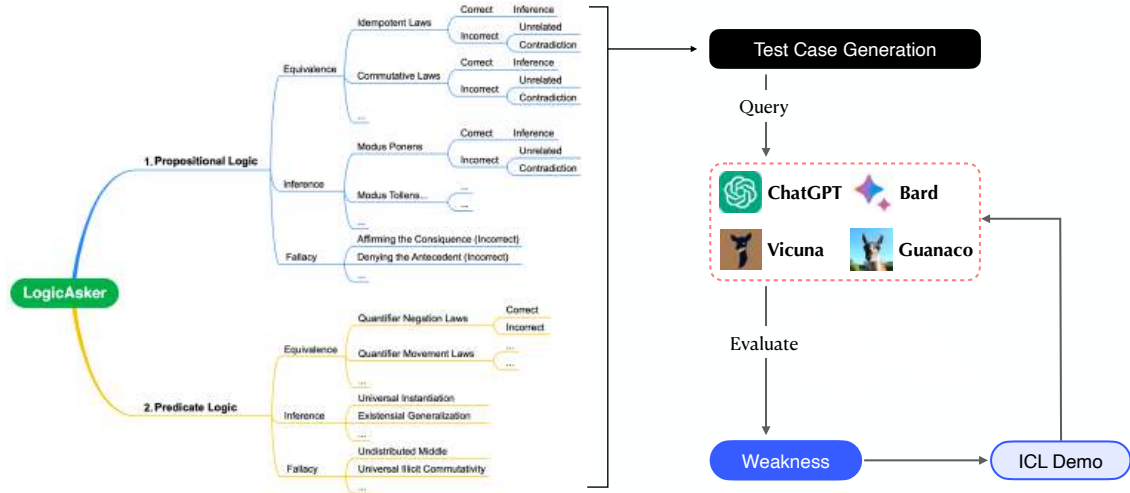 LogicAsker
1. Propositional Logic
Equivalence
Idempotent Laws
Correct
Inference
Incorrect
Unrelated
Contradiction
Commutative Laws
Correct
Inference
Incorrect
Unrelated
Contradiction
...
Inference
Modus Ponens
Correct
Inference
Incorrect
Unrelated
Contradiction
Modus Tollens...
...
...
...
Fallacy
Affirming the Consiquence (Incorrect)
Denying the Antecedent (Incorrect)
...
2. Predicate Logic
Equivalence
Quantifier Negation Laws
Correct
Incorrect
Quantifier Movement Laws
...
...
...
Inference
Universal Instantiation
Existensial Generalization
...
Fallacy
Undistributed Middle
Universal Illicit Commutativity
...
Test Case Generation
Query
ChatGPT
Bard
Vicuna
Guanaco
Evaluate
Weakness
ICL Demo